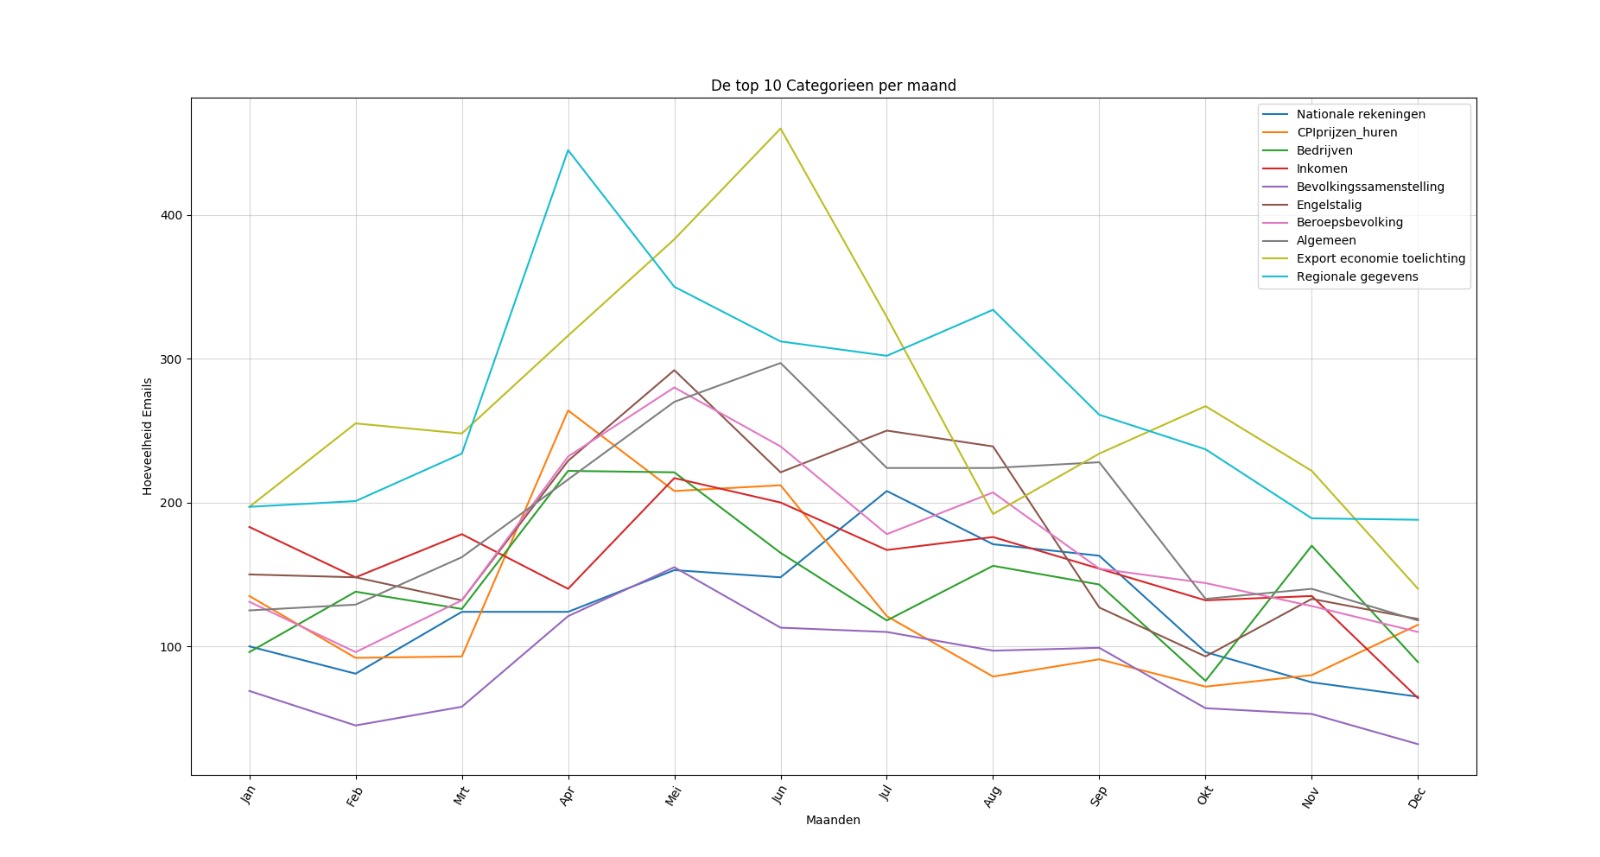 De top 10 Categorieen per maand
Nationale rekeningen
CPIprijzen_huren
Bedrijven
Inkomen
Bevolkingssamenstelling
Engelstalig
Beroepsbevolking
Algemeen
Export economie toelichting
Regionale gegevens
400
300
200
100
Hoeveelheid Emails
Jan Feb Mrt Apr Mei Jun Jul Aug Sep Okt Nov Dec
Maanden